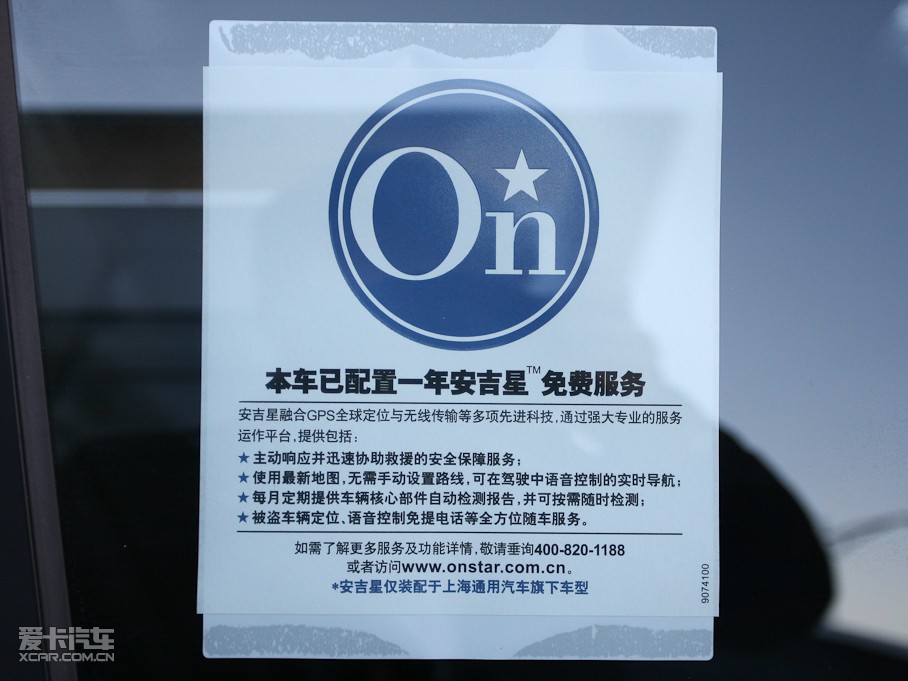 On
本车已配置一年安吉星™免费服务
安吉星融合GPS全球定位与无线传输等多项先进科技,通过强大专业的服务
运作平台,提供包括:
★主动响应并迅速协助救援的安全保障服务;
★使用最新地图,无需手动设置路线,可在驾驶中语音控制的实时导航;
★每月定期提供车辆核心部件自动检测报告,并可按需随时检测;
★被盗车辆定位、语音控制免提电话等全方位随车服务。
如需了解更多服务及功能详情,敬请垂询400-820-1188
或者访问www.onstar.com.cn。
*安吉星仅装配于上海通用汽车旗下车型
9074100
爱卡汽车
XCAR.COM.CN